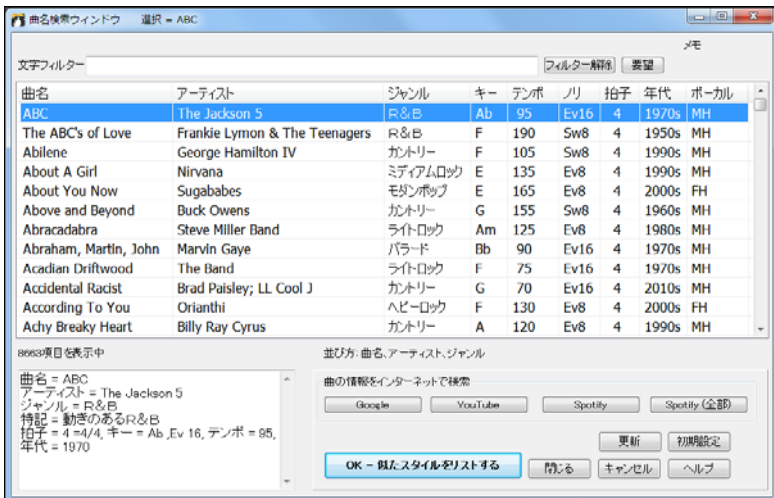 曲名検索ウィンドウ 選択 = ABC
メモ
文字フィルター フィルター解除 要望
曲名 アーティスト ジャンル キー テンポ ノリ 拍子 年代 ボーカル
ABC The Jackson 5 R&B Ab 95 Ev16 4 1970s MH
The ABC's of Love Frankie Lymon & The Teenagers R&B F 190 Sw8 4 1950s MH
Abilene George Hamilton IV カントリー F 105 Sw8 4 1990s MH
About A Girl Nirvana ミディアムロック E 135 Ev8 4 1990s MH
About You Now Sugababes モダンポップ E 165 Ev8 4 2000s FH
Above and Beyond Buck Owens カントリー G 155 Sw8 4 1960s MH
Abracadabra Steve Miller Band ライトロック Am 125 Ev8 4 1980s MH
Abraham, Martin, John Marvin Gaye バラード Bb 90 Ev16 4 1970s MH
Acadian Driftwood The Band ライトロック F 75 Ev16 4 1970s MH
Accidental Racist Brad Paisley; LL Cool J カントリー G 70 Ev16 4 2010s MH
According To You Orianthi ヘビーロック F 130 Ev8 4 2000s FH
Achy Breaky Heart Billy Ray Cyrus カントリー A 120 Ev8 4 1990s MH
8663項目を表示中 並び方: 曲名、アーティスト、ジャンル
曲名 = ABC
アーティスト = The Jackson 5
ジャンル = R&B
特記 = 動きのあるR&B
拍子 = 4 =4/4, キー = Ab ,Ev 16, テンポ = 95,
年代 = 1970
曲の情報をインターネットで検索
Google YouTube Spotify Spotify (全部)
更新 初期設定
OK - 似たスタイルをリストする 閉じる キャンセル ヘルプ